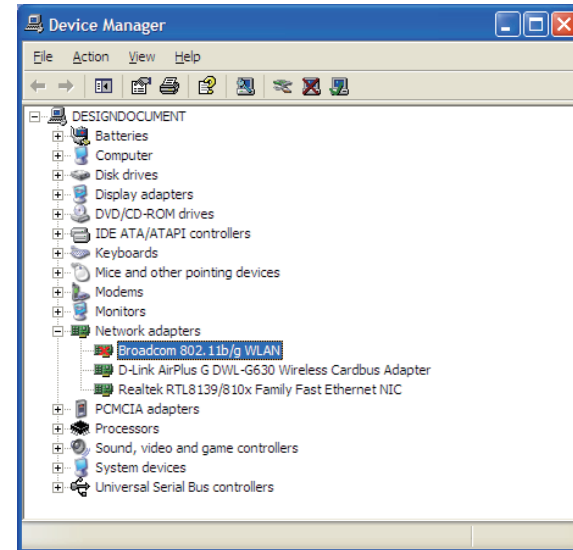 Device Manager
File Action View Help
DESIGNDOCUMENT
Batteries
Computer
Disk drives
Display adapters
DVD/CD-ROM drives
IDE ATA/ATAPI controllers
Keyboards
Mice and other pointing devices
Modems
Monitors
Network adapters
Broadcom 802.11b/g WLAN
D-Link AirPlus G DWL-G630 Wireless Cardbus Adapter
Realtek RTL8139/810x Family Fast Ethernet NIC
PCMCIA adapters
Processors
Sound, video and game controllers
System devices
Universal Serial Bus controllers